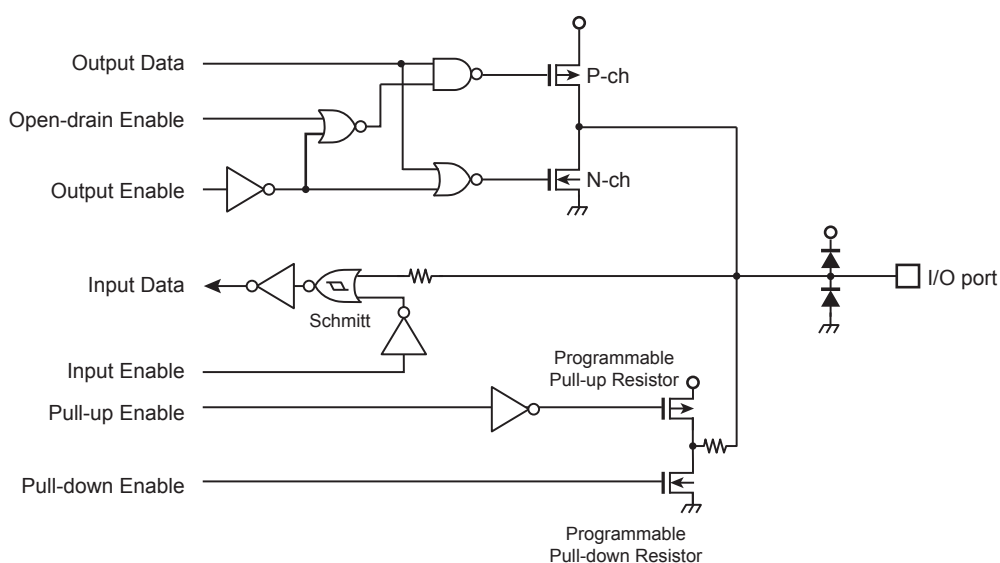 Output Data
P-ch
Open-drain Enable
Output Enable
N-ch
Input Data
Schmitt
I/O port
Input Enable
Programmable
Pull-up Resistor
Pull-up Enable
Pull-down Enable
Programmable
Pull-down Resistor